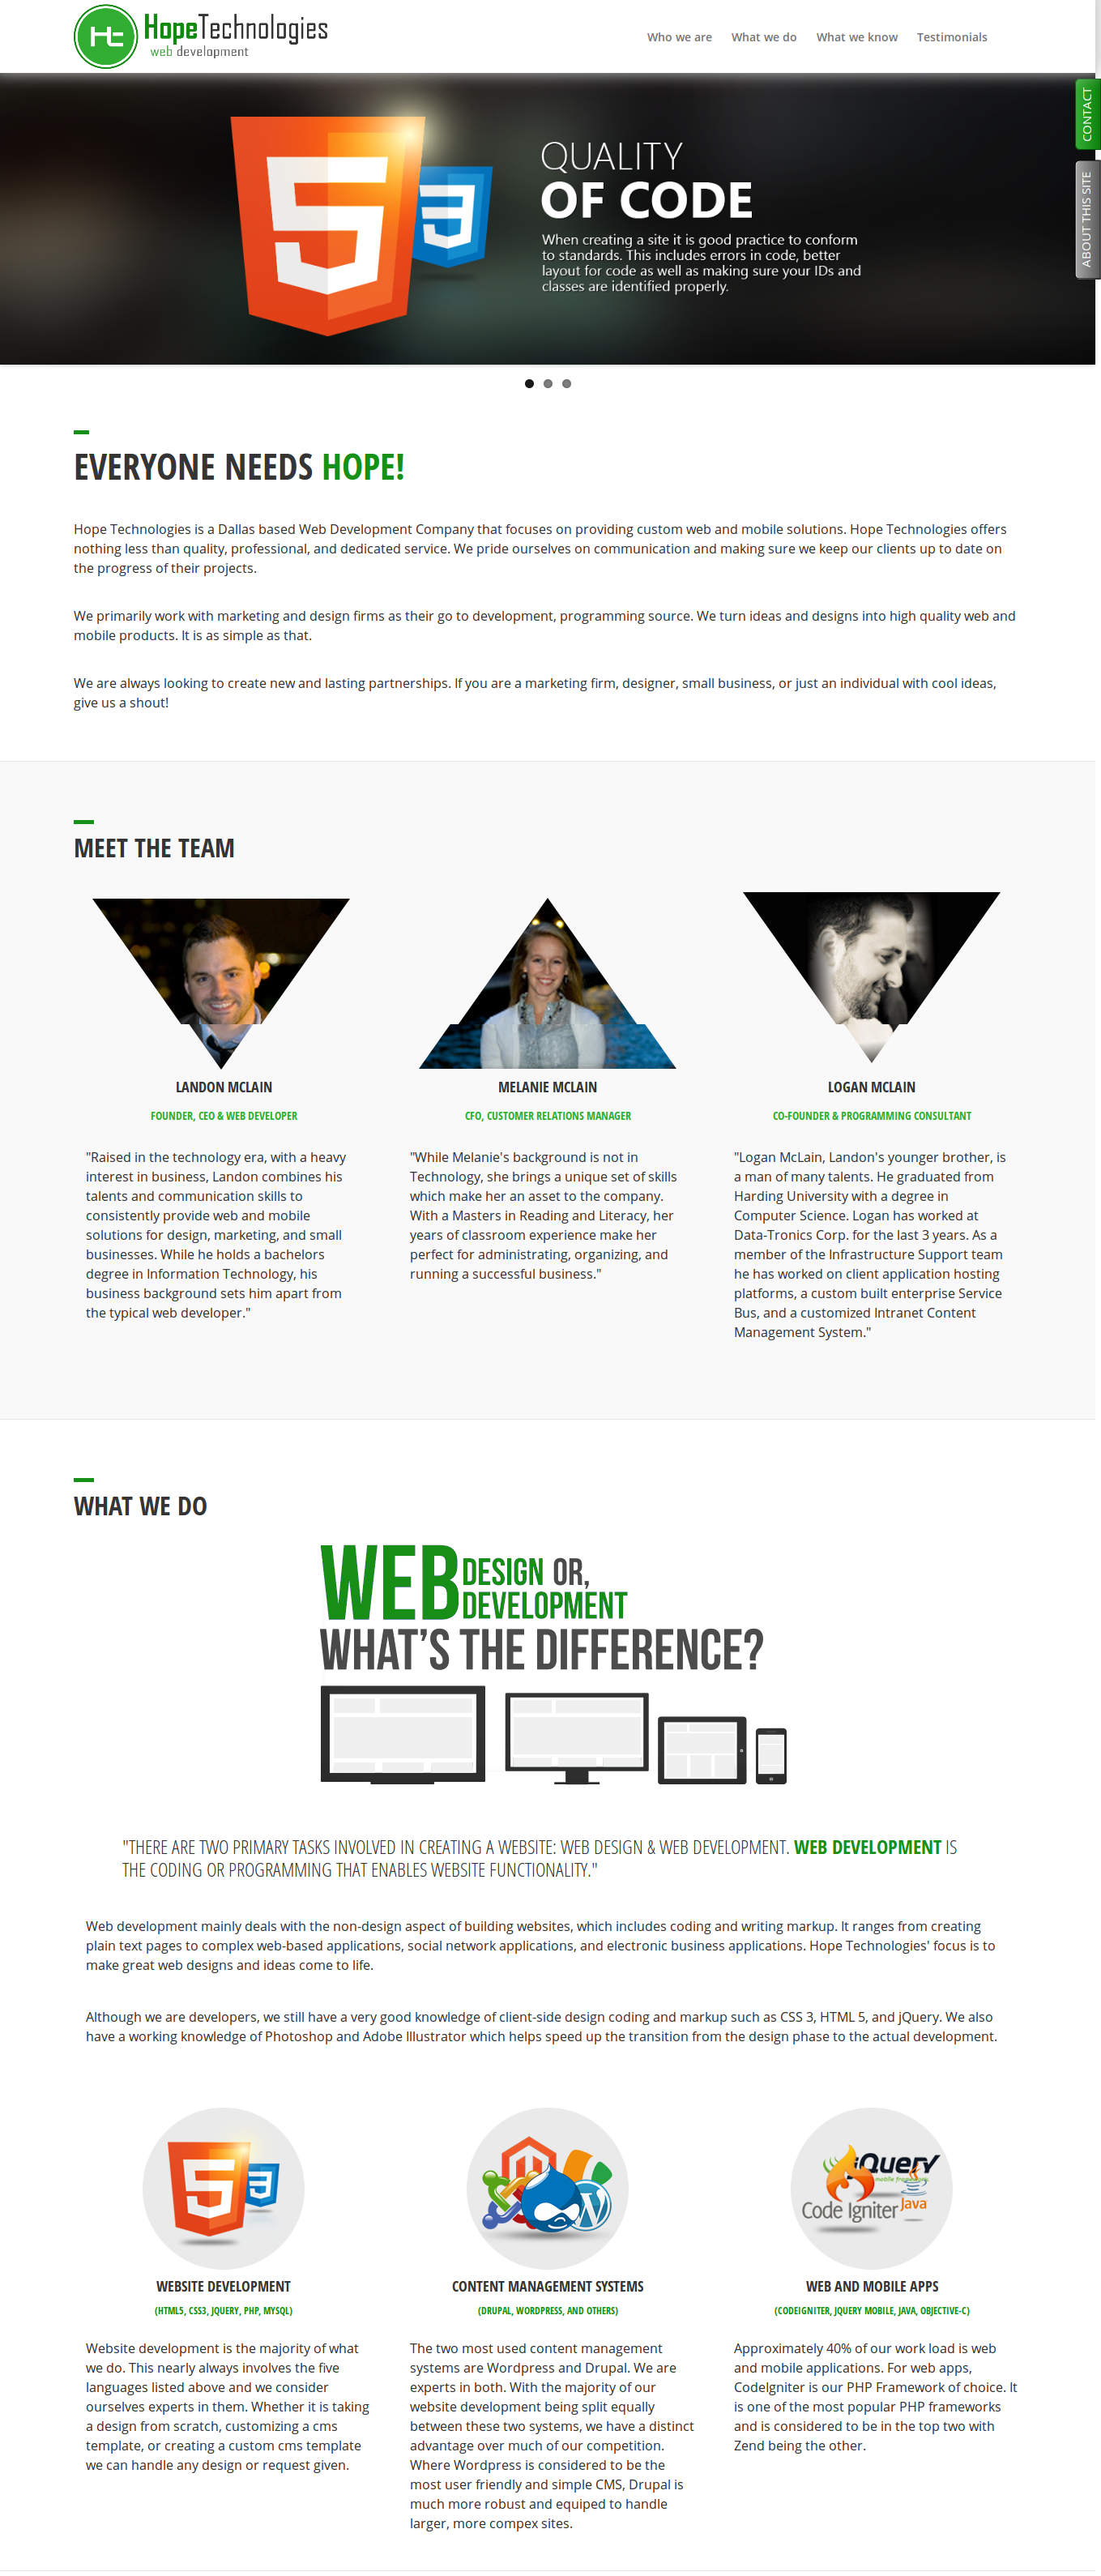 HopeTechnologies
web development
Who we are What we do What we know Testimonials
CONTACT
ABOUT THIS SITE
QUALITY
OF CODE
When creating a site it is good practice to conform
to standards. This includes errors in code, better
layout for code as well as making sure your IDs and
classes are identified properly.
EVERYONE NEEDS HOPE!
Hope Technologies is a Dallas based Web Development Company that focuses on providing custom web and mobile solutions. Hope Technologies offers
nothing less than quality, professional, and dedicated service. We pride ourselves on communication and making sure we keep our clients up to date on
the progress of their projects.
We primarily work with marketing and design firms as their go to development, programming source. We turn ideas and designs into high quality web and
mobile products. It is as simple as that.
We are always looking to create new and lasting partnerships. If you are a marketing firm, designer, small business, or just an individual with cool ideas,
give us a shout!
MEET THE TEAM
LANDON MCLAIN
FOUNDER, CEO & WEB DEVELOPER
"Raised in the technology era, with a heavy
interest in business, Landon combines his
talents and communication skills to
consistently provide web and mobile
solutions for design, marketing, and small
businesses. While he holds a bachelors
degree in Information Technology, his
business background sets him apart from
the typical web developer."
MELANIE MCLAIN
CFO, CUSTOMER RELATIONS MANAGER
"While Melanie's background is not in
Technology, she brings a unique set of skills
which make her an asset to the company.
With a Masters in Reading and Literacy, her
years of classroom experience make her
perfect for administrating, organizing, and
running a successful business."
LOGAN MCLAIN
CO-FOUNDER & PROGRAMMING CONSULTANT
"Logan McLain, Landon's younger brother, is
a man of many talents. He graduated from
Harding University with a degree in
Computer Science. Logan has worked at
Data-Tronics Corp. for the last 3 years. As a
member of the Infrastructure Support team
he has worked on client application hosting
platforms, a custom built enterprise Service
Bus, and a customized Intranet Content
Management System."
WHAT WE DO
WEB DESIGN OR,
DEVELOPMENT
WHAT'S THE DIFFERENCE?
"THERE ARE TWO PRIMARY TASKS INVOLVED IN CREATING A WEBSITE: WEB DESIGN & WEB DEVELOPMENT. WEB DEVELOPMENT IS
THE CODING OR PROGRAMMING THAT ENABLES WEBSITE FUNCTIONALITY."
Web development mainly deals with the non-design aspect of building websites, which includes coding and writing markup. It ranges from creating
plain text pages to complex web-based applications, social network applications, and electronic business applications. Hope Technologies' focus is to
make great web designs and ideas come to life.
Although we are developers, we still have a very good knowledge of client-side design coding and markup such as CSS 3, HTML 5, and jQuery. We also
have a working knowledge of Photoshop and Adobe Illustrator which helps speed up the transition from the design phase to the actual development.
WEBSITE DEVELOPMENT
(HTML5, CSS3, JQUERY, PHP, MYSQL)
Website development is the majority of what
we do. This nearly always involves the five
languages listed above and we consider
ourselves experts in them. Whether it is taking
a design from scratch, customizing a cms
template, or creating a custom cms template
we can handle any design or request given.
CONTENT MANAGEMENT SYSTEMS
(DRUPAL, WORDPRESS, AND OTHERS)
The two most used content management
systems are Wordpress and Drupal. We are
experts in both. With the majority of our
website development being split equally
between these two systems, we have a distinct
advantage over much of our competition.
Where Wordpress is considered to be the
most user friendly and simple CMS, Drupal is
much more robust and equiped to handle
larger, more compex sites.
jQuery
mobile framework
Code Igniter
Java
WEB AND MOBILE APPS
(CODEIGNITER, JQUERY MOBILE, JAVA, OBJECTIVE-C)
Approximately 40% of our work load is web
and mobile applications. For web apps,
CodeIgniter is our PHP Framework of choice. It
is one of the most popular PHP frameworks
and is considered to be in the top two with
Zend being the other.